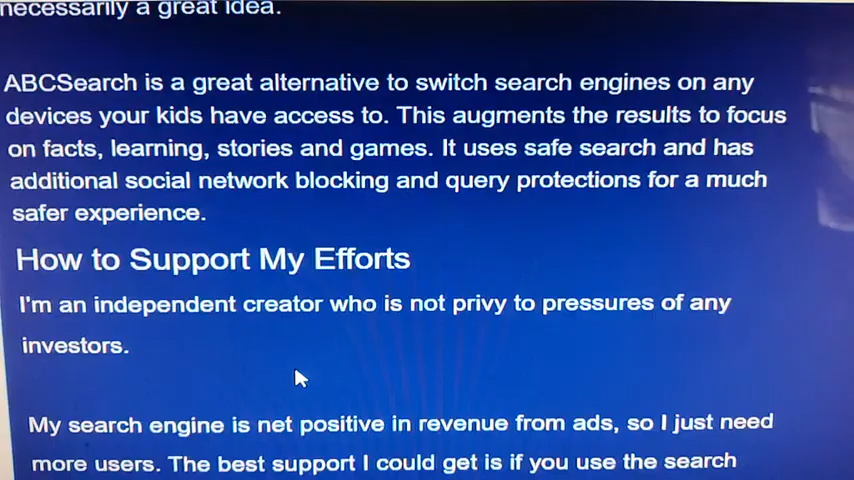 necessarily a great idea.
ABCSearch is a great alternative to switch search engines on any
devices your kids have access to. This augments the results to focus
on facts, learning, stories and games. It uses safe search and has
additional social network blocking and query protections for a much
safer experience.
How to Support My Efforts
I'm an independent creator who is not privy to pressures of any
investors.
My search engine is net positive in revenue from ads, so I just need
more users. The best support I could get is if you use the search